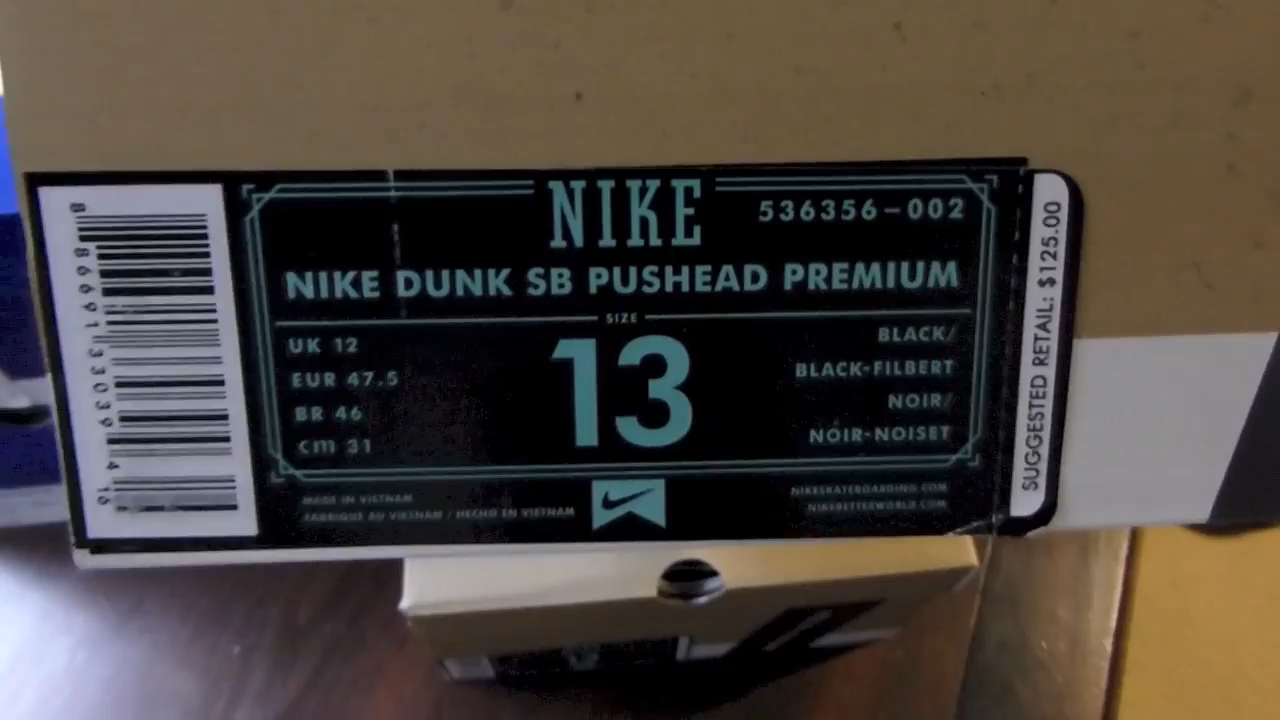 NIKE
536356-002
NIKE DUNK SB PUSHEAD PREMIUM
SIZE
13
UK 12
EUR 47.5
BR 46
cm 31
BLACK/
BLACK-FILBERT
NOIR/
NOIR-NOISET
MADE IN VIETNAM
FABRIQUÉ AU VIETNAM / HECHO EN VIETNAM
NIKESKATEBOARDING.COM
NIKEBETTERWORLD.COM
SUGGESTED RETAIL: $125.00